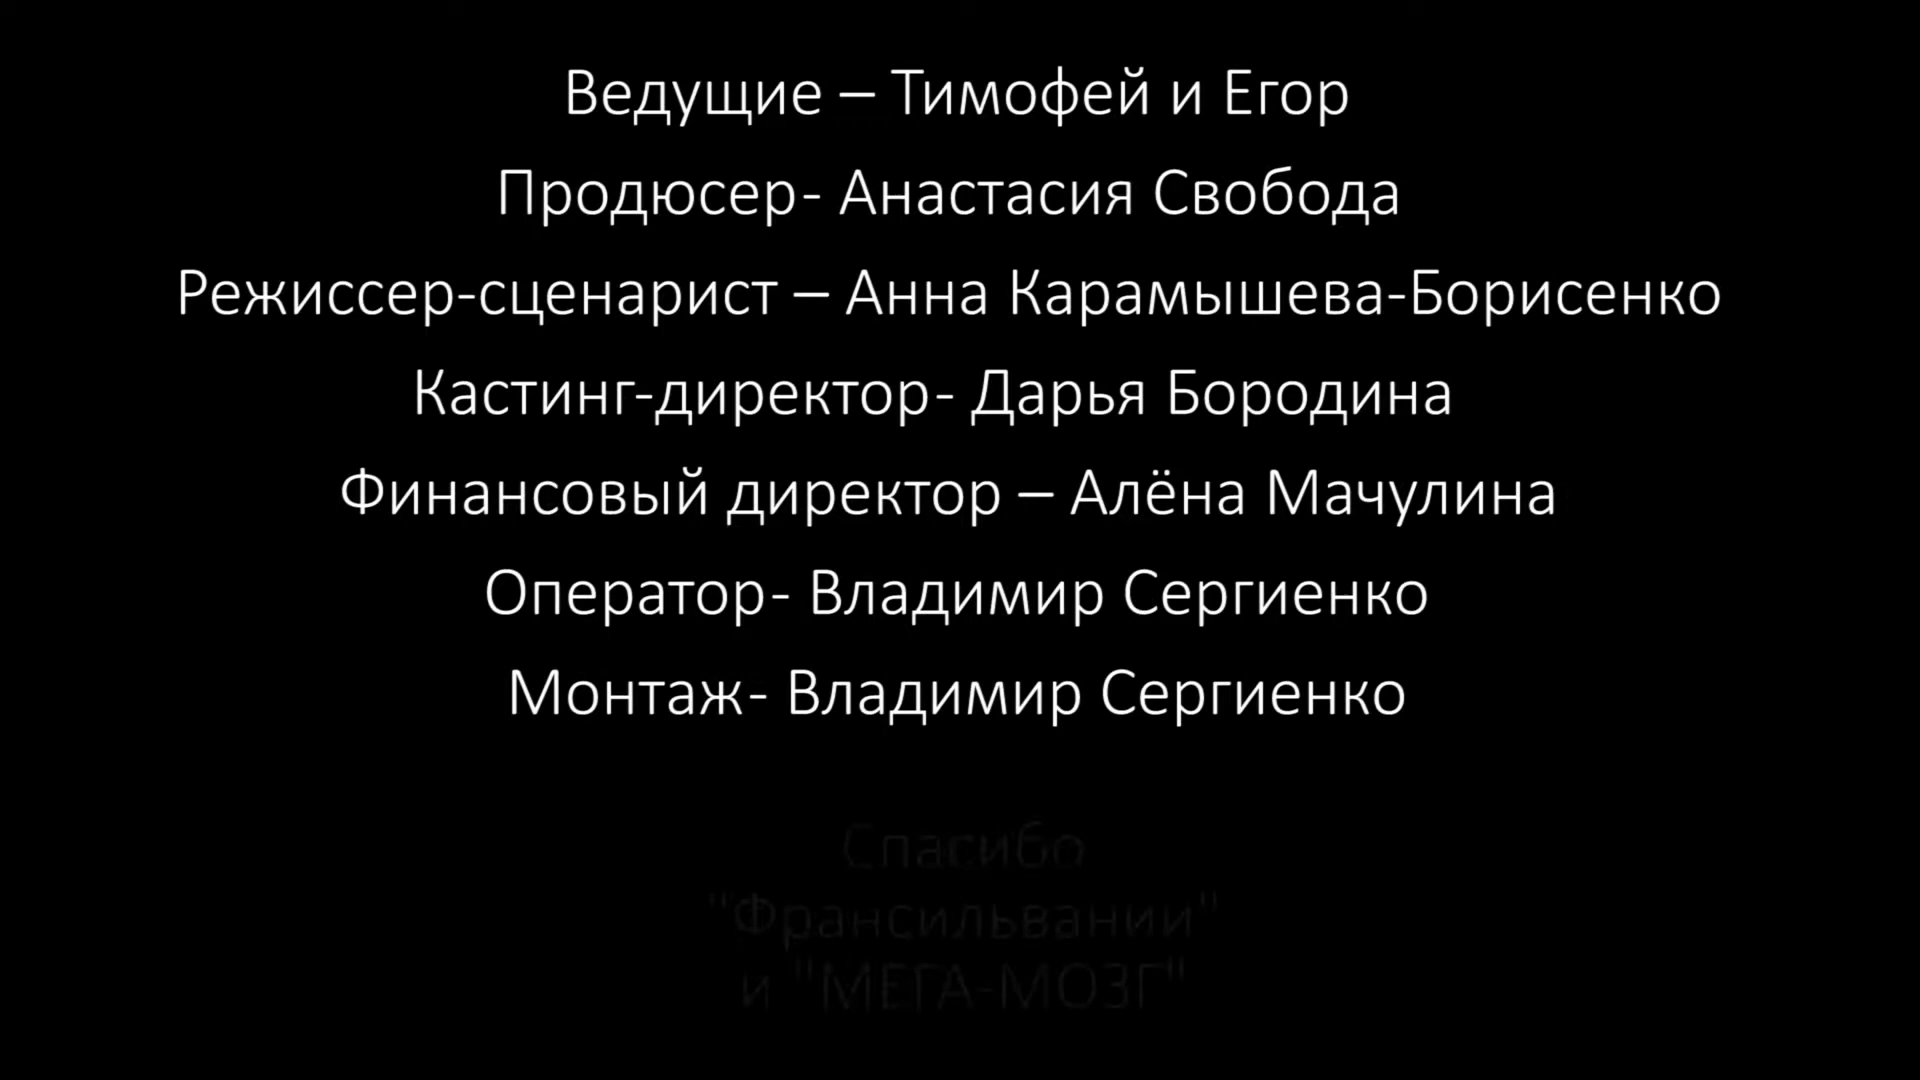 Ведущие – Тимофей и Егор
Продюсер- Анастасия Свобода
Режиссер-сценарист – Анна Карамышева-Борисенко
Кастинг-директор- Дарья Бородина
Финансовый директор – Алёна Мачулина
Оператор- Владимир Сергиенко
Монтаж- Владимир Сергиенко
Спасибо
"Франсильвании"
и "МЕГА-МОЗГ"